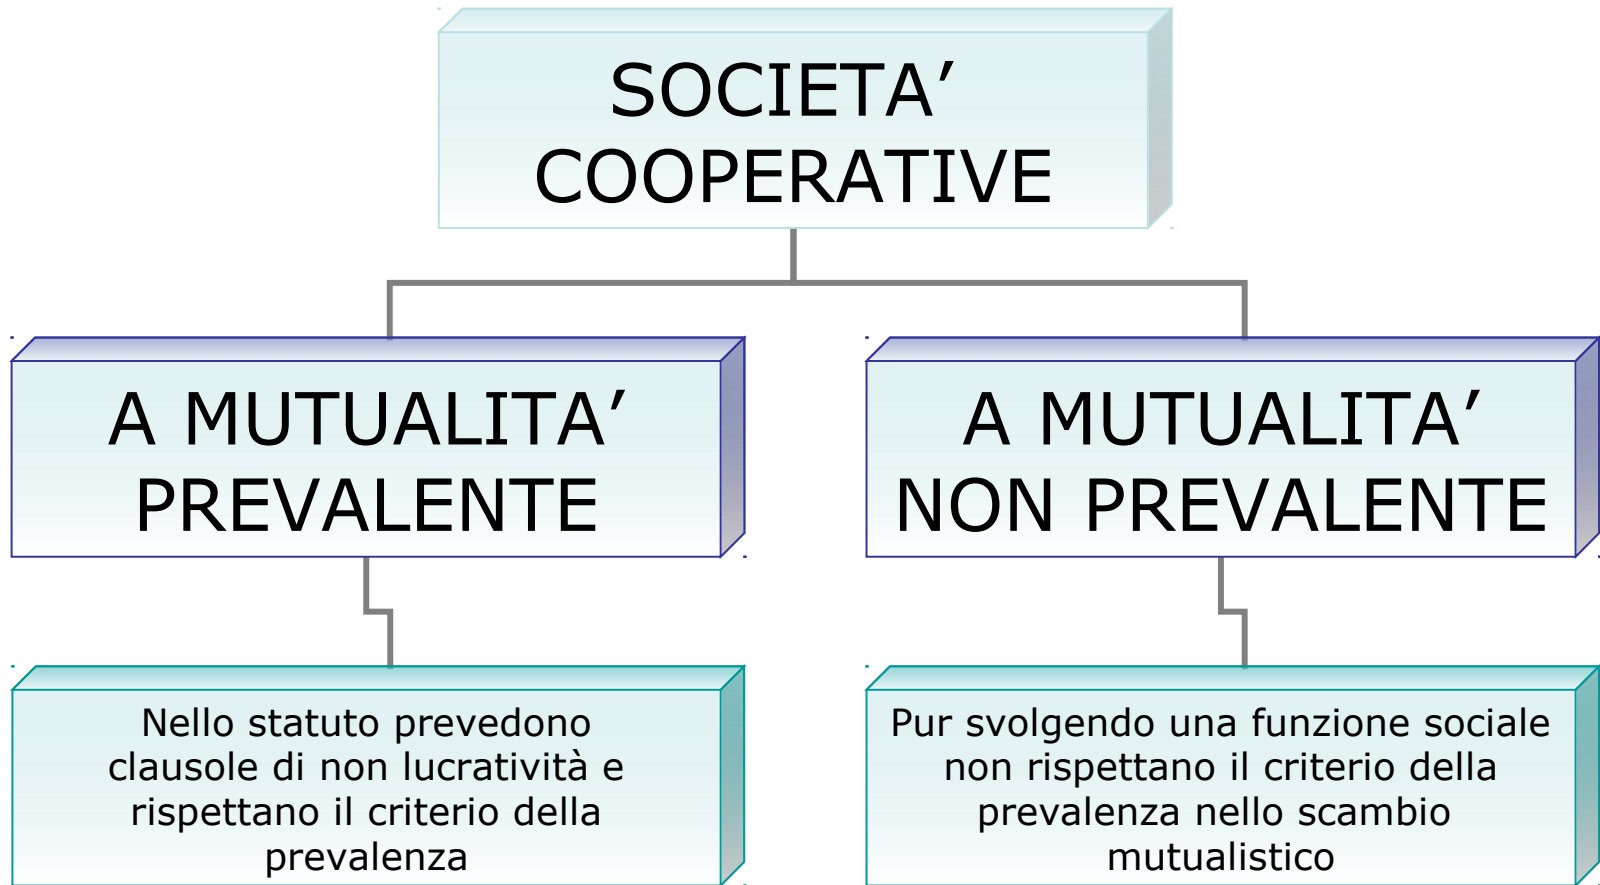 SOCIETA’
COOPERATIVE
A MUTUALITA’
PREVALENTE
A MUTUALITA’
NON PREVALENTE
Nello statuto prevedono
clausole di non lucratività e
rispettano il criterio della
prevalenza
Pur svolgendo una funzione sociale
non rispettano il criterio della
prevalenza nello scambio
mutualistico